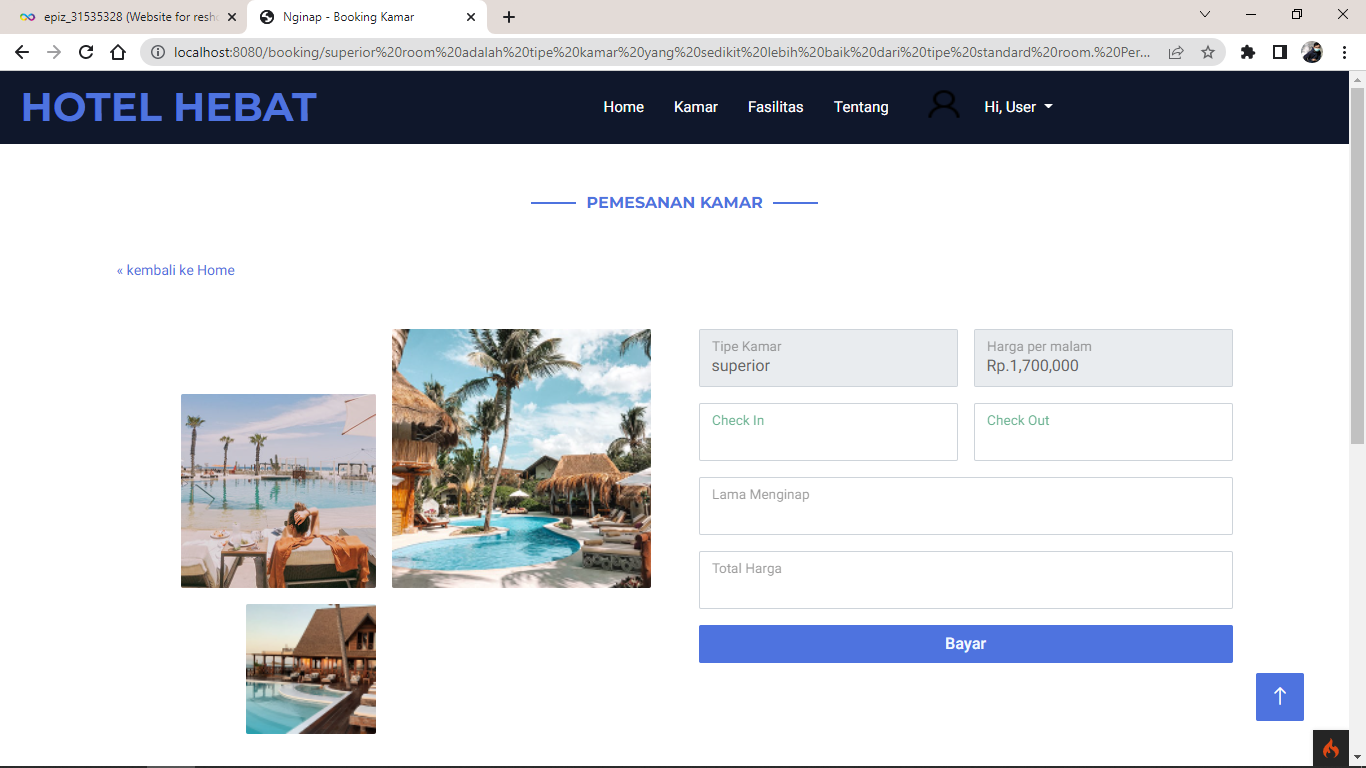 epiz_31535328 (Website for resh
Nginap - Booking Kamar
localhost:8080/booking/superior%20room%20adalah%20tipe%20kamar%20yang%20sedikit%20lebih%20baik%20dari%20tipe%20standard%20room.%20Per...
HOTEL HEBAT
Home
Kamar
Fasilitas
Tentang
Hi, User
PEMESANAN KAMAR
« kembali ke Home
Tipe Kamar
superior
Harga per malam
Rp.1,700,000
Check In
Check Out
Lama Menginap
Total Harga
Bayar